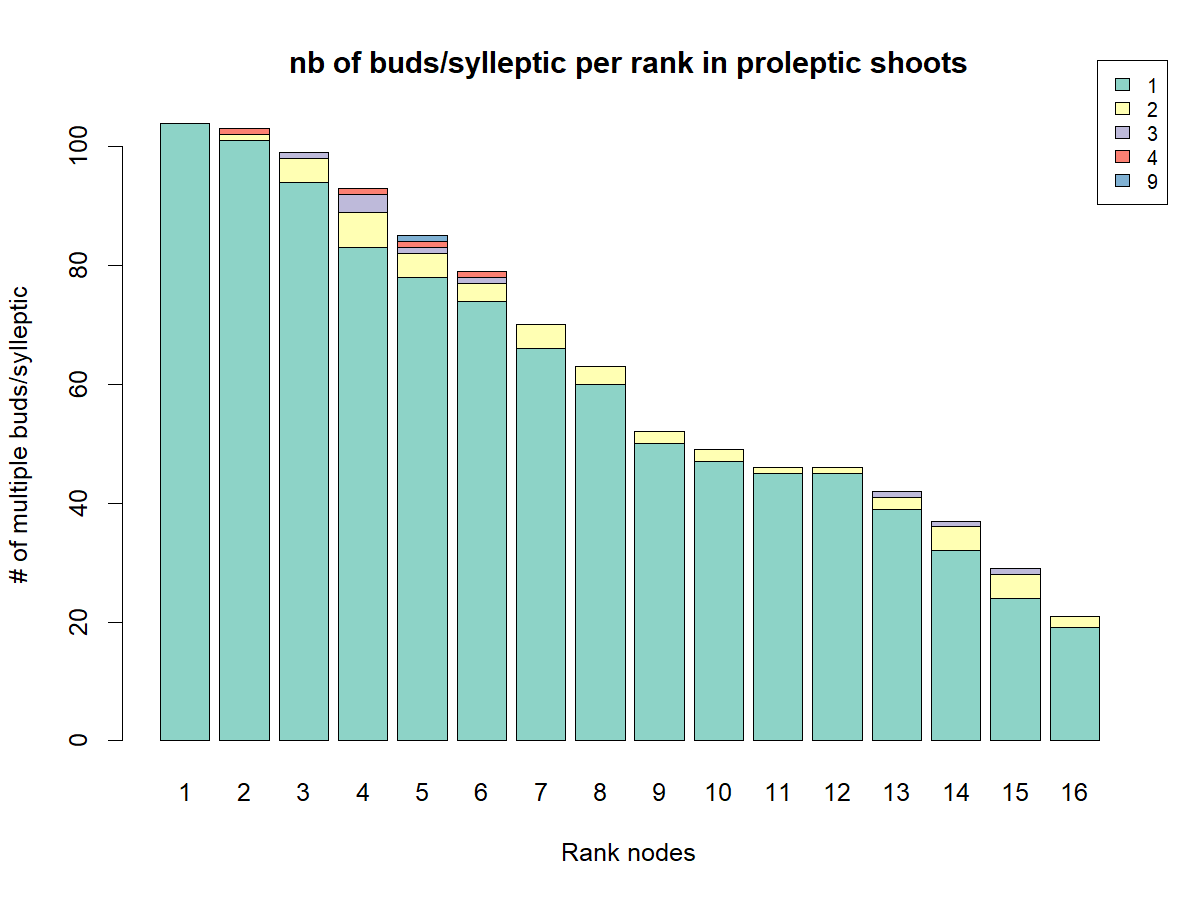 nb of buds/sylleptic per rank in proleptic shoots
1
2
3
4
9
# of multiple buds/sylleptic
100
80
60
40
20
0
1 2 3 4 5 6 7 8 9 10 11 12 13 14 15 16
Rank nodes